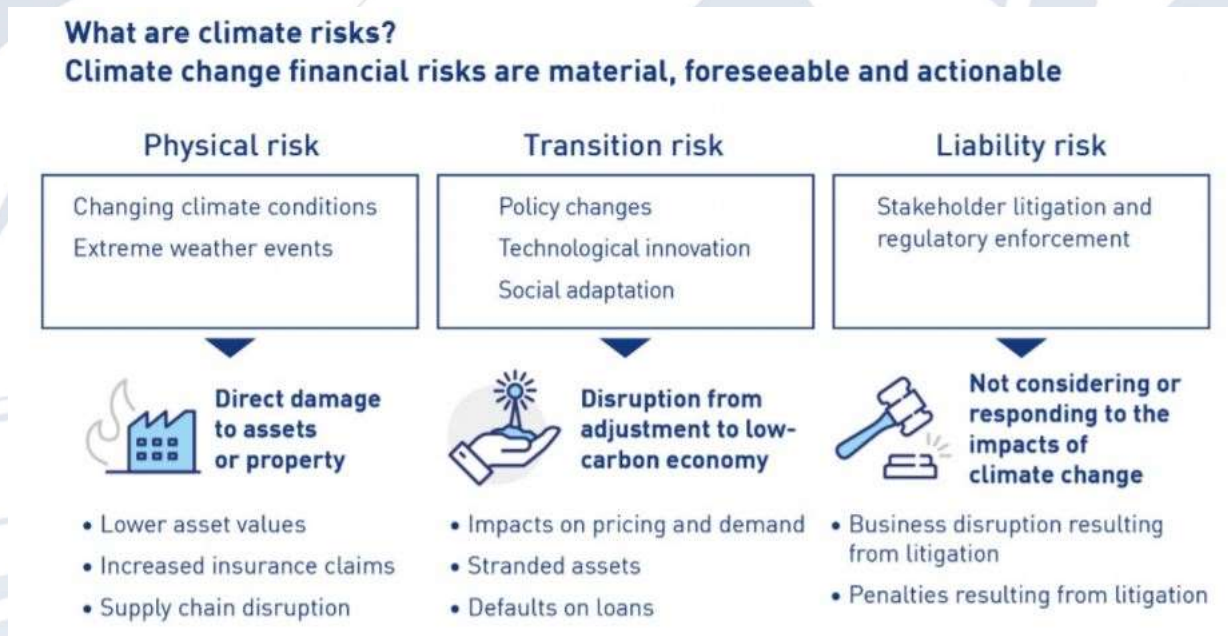 What are climate risks?
Climate change financial risks are material, foreseeable and actionable
Physical risk
Changing climate conditions
Extreme weather events
Direct damage
to assets
or property
• Lower asset values
• Increased insurance claims
• Supply chain disruption
Transition risk
Policy changes
Technological innovation
Social adaptation
Disruption from
adjustment to low-
carbon economy
• Impacts on pricing and demand
• Stranded assets
• Defaults on loans
Liability risk
Stakeholder litigation and
regulatory enforcement
Not considering or
responding to the
impacts of
climate change
• Business disruption resulting
from litigation
• Penalties resulting from litigation